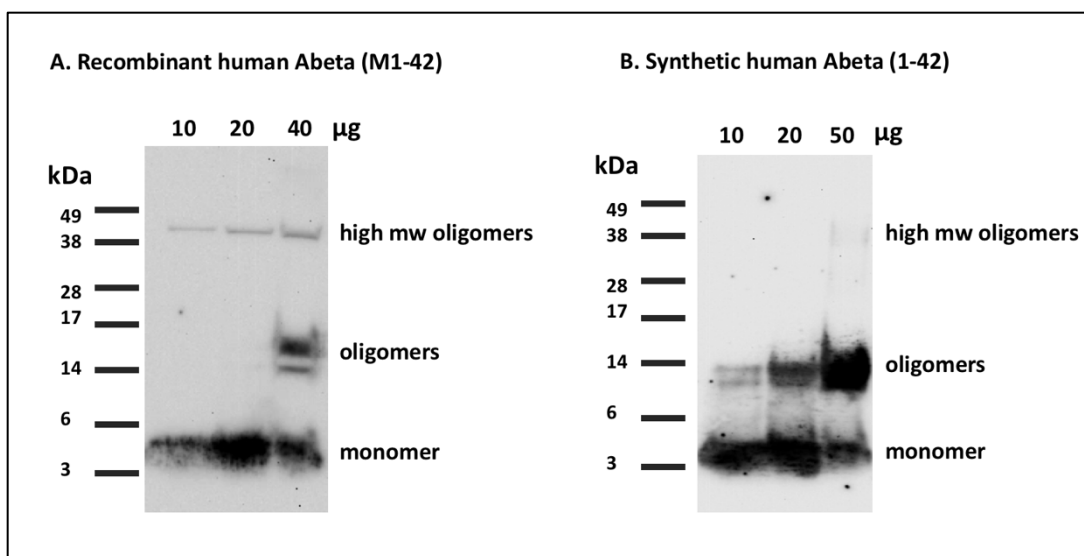 A. Recombinant human Abeta (M1-42)
10 20 40 µg
kDa
49
38
28
17
14
6
3
high mw oligomers
oligomers
monomer
B. Synthetic human Abeta (1-42)
10 20 50 µg
kDa
49
38
28
17
14
6
3
high mw oligomers
oligomers
monomer